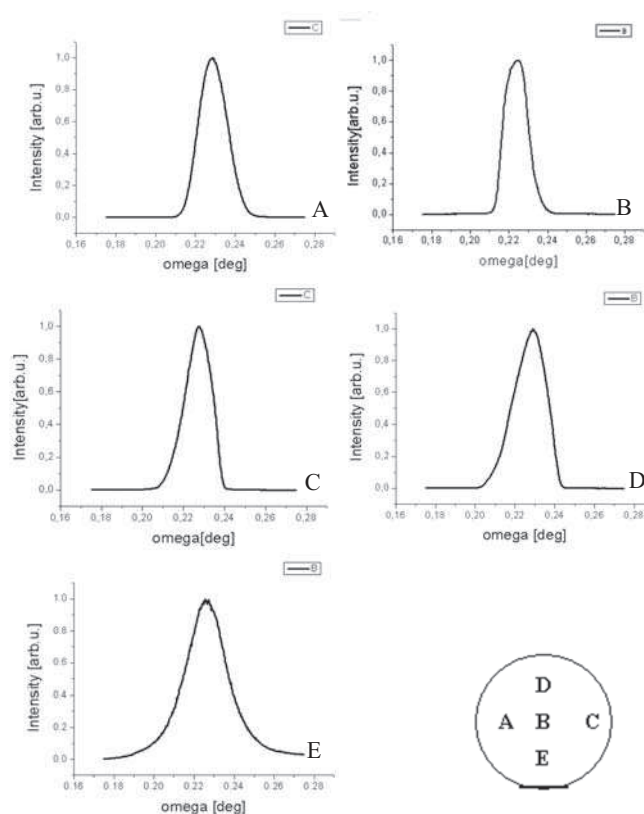 C
1,0
0,8
0,6
0,4
0,2
0,0
Intensity [arb.u.]
0,16 0,18 0,20 0,22 0,24 0,26 0,28
omega [deg]
A
B
1,0
0,8
0,6
0,4
0,2
0,0
Intensity[arb.u.]
0,16 0,18 0,20 0,22 0,24 0,26 0,28
omega[deg]
B
C
1,0
0,8
0,6
0,4
0,2
0,0
Intensity[arb.u.]
0,16 0,18 0,20 0,22 0,24 0,26 0,28
omega[deg]
C
B
1,0
0,8
0,6
0,4
0,2
0,0
Intensity [arb.u.]
0,16 0,18 0,20 0,22 0,24 0,26 0,28
omega [deg]
D
B
1.0
0.8
0.6
0.4
0.2
0.0
Intensity [arb.u.]
0,16 0,18 0,20 0,22 0,24 0,26 0,28
omega [deg]
E
D
A B C
E